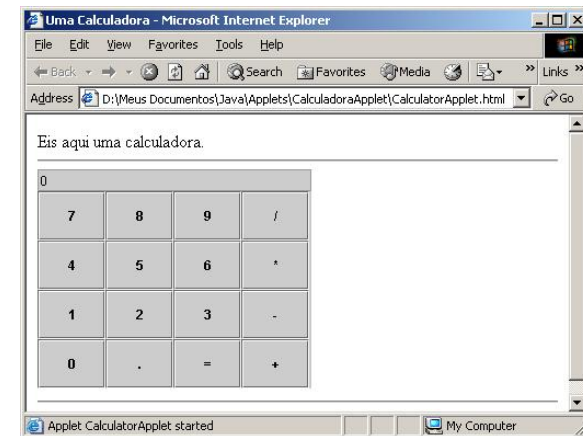 Uma Calculadora - Microsoft Internet Explorer
File Edit View Favorites Tools Help
Back Search Favorites Media » Links »
Address D:\Meus Documentos\Java\Applets\CalculadoraApplet\CalculatorApplet.html Go
Eis aqui uma calculadora.
0
7 8 9 /
4 5 6 *
1 2 3 -
0 . = +
Applet CalculatorApplet started My Computer